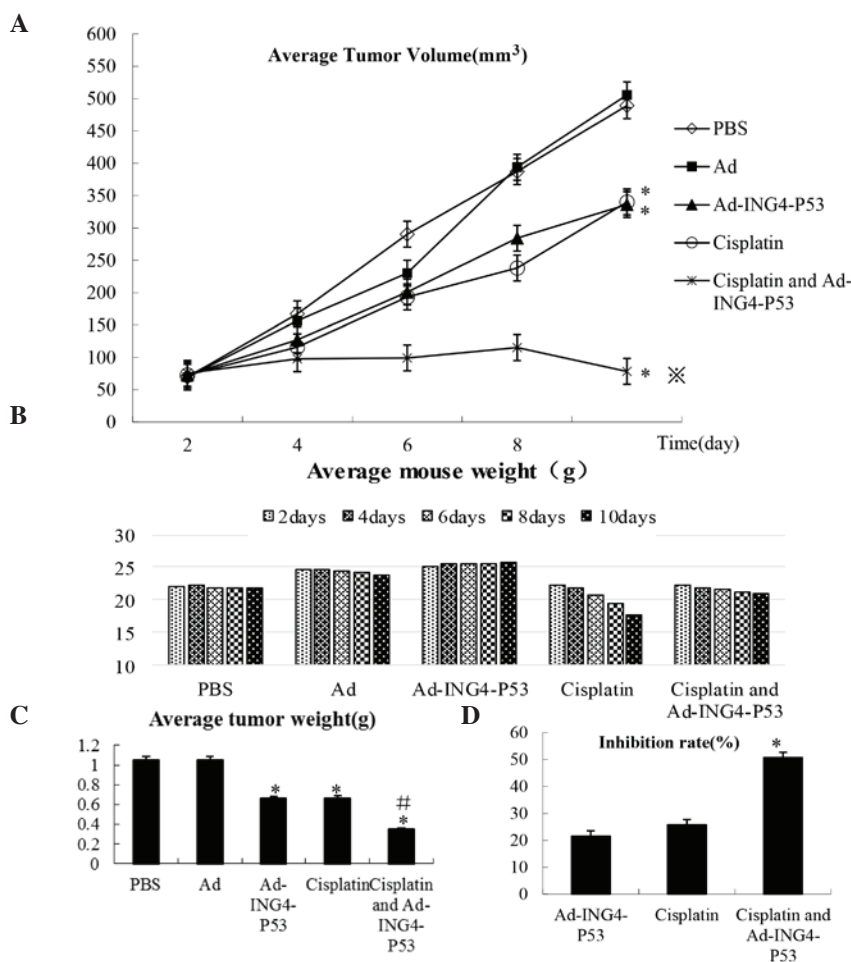 A
Average Tumor Volume(mm³)
600
550
500
450
400
350
300
250
200
150
100
50
0
PBS
Ad
Ad-ING4-P53
Cisplatin
Cisplatin and Ad-
ING4-P53
*
*
* ※
2 4 6 8 Time(day)
B
Average mouse weight (g)
2days 4days 6days 8days 10days
30
25
20
15
10
PBS Ad Ad-ING4-P53 Cisplatin Cisplatin and
Ad-ING4-P53
C
Average tumor weight(g)
1.2
1
0.8
0.6
0.4
0.2
0
* * # *
PBS Ad Ad- Cisplatin Cisplatin
ING4- and Ad-
P53 ING4-
P53
D
Inhibition rate(%)
60
50
40
30
20
10
0
*
Ad-ING4- Cisplatin Cisplatin and
P53 Ad-ING4-
P53